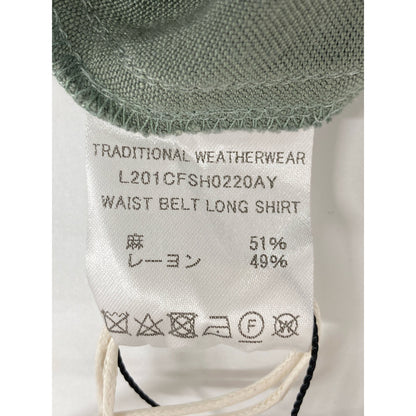 TRADITIONAL WEATHERWEAR
L201CFSH0220AY
WAIST BELT LONG SHIRT
麻 51%
レーヨン 49%
F W